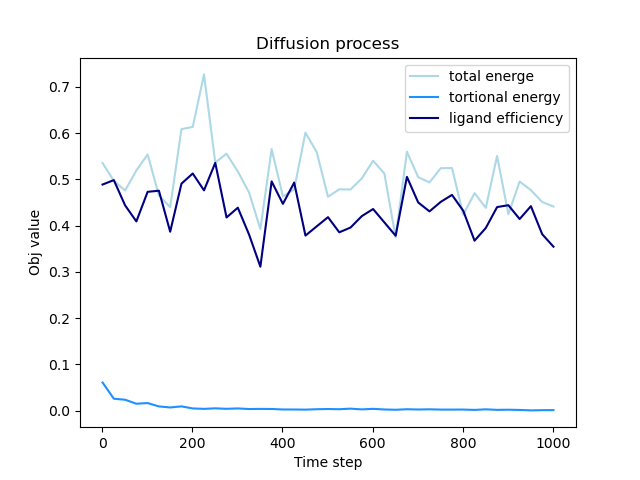 Diffusion process
total energe
tortional energy
ligand efficiency
Obj value
0.7
0.6
0.5
0.4
0.3
0.2
0.1
0.0
0 200 400 600 800 1000
Time step